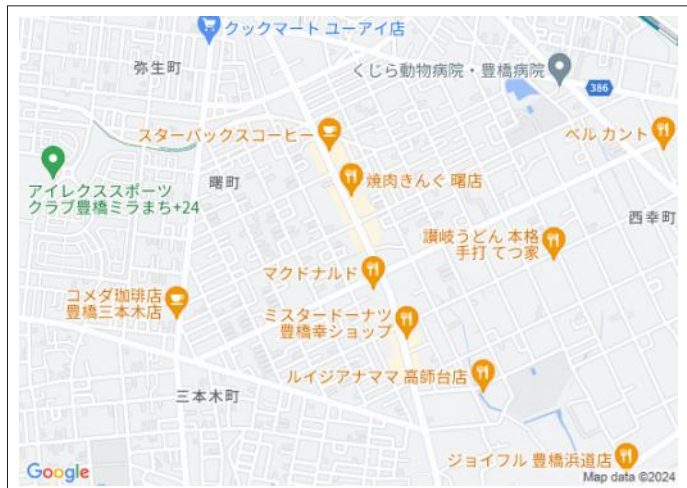 クックマート ユーアイ店
弥生町
くじら動物病院・豊橋病院
386
スターバックスコーヒー
ベル カント
焼肉きんぐ 曙店
曙町
アイレクススポーツ
クラブ豊橋ミラまち+24
西幸町
讃岐うどん 本格
手打 てつ家
マクドナルド
コメダ珈琲店
豊橋三本木店
ミスタードーナツ
豊橋幸ショップ
ルイジアナママ 高師台店
三本木町
ジョイフル 豊橋浜道店
Google
Map data ©2024